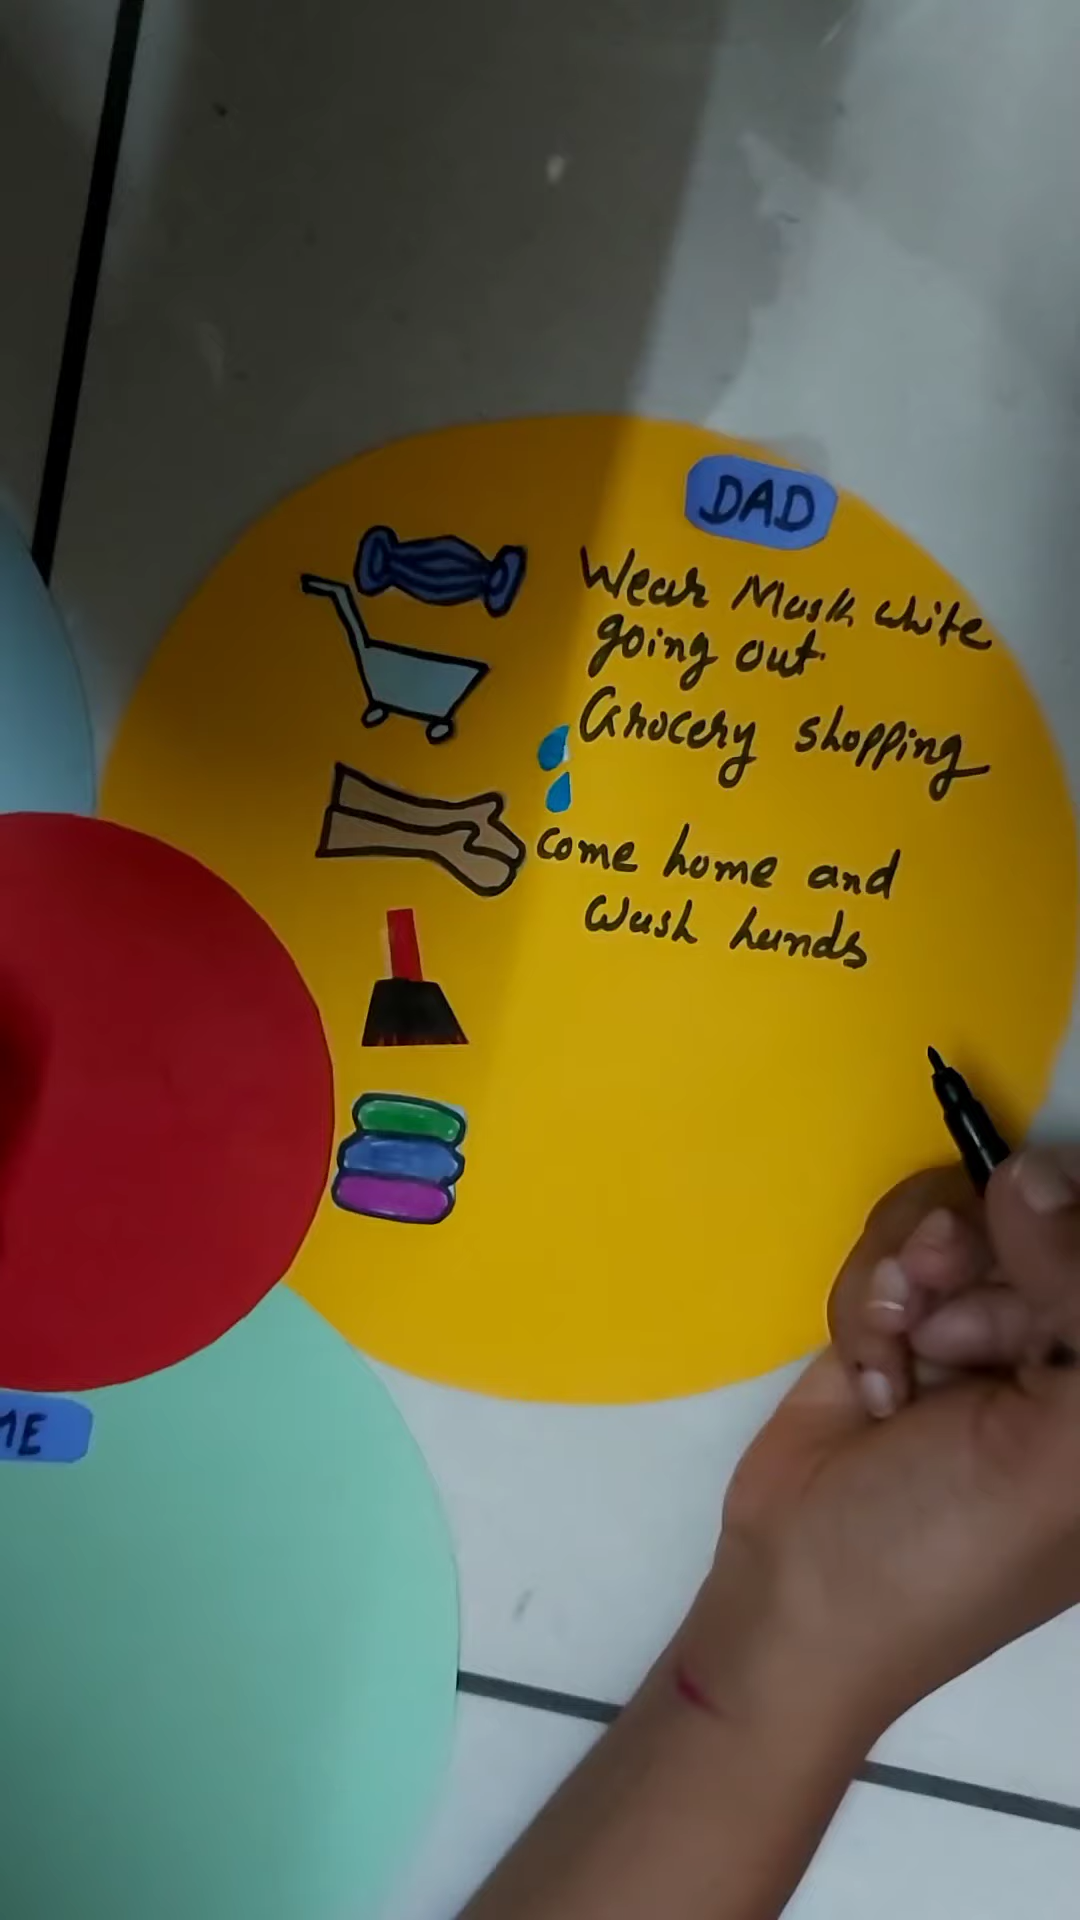 DAD
Wear Mask while
going out.
Grocery shopping
come home and
Wash hands
ME